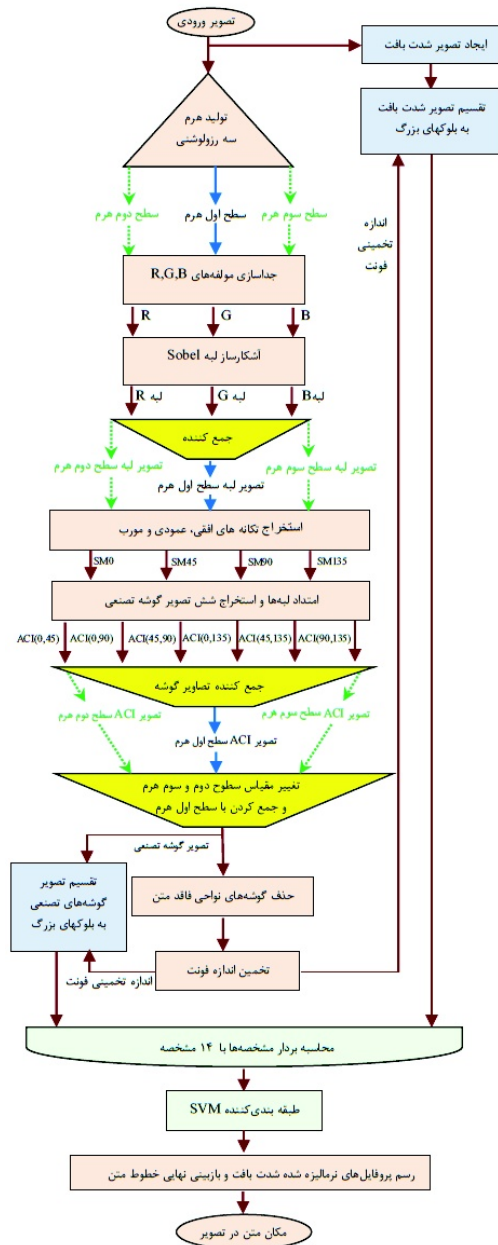 تصویر ورودی
ایجاد تصویر شدت بافت
تولید هرم
سه رزولوشنی
تقسیم تصویر شدت بافت
به بلوکهای بزرگ
سطح دوم هرم
سطح اول هرم
سطح سوم هرم
اندازه
تخمینی
فونت
جداسازی مولفه‌های R,G,B
R
G
B
آشکارساز لبه Sobel
لبه R
لبه G
لبه B
جمع کننده
تصویر لبه سطح دوم هرم
تصویر لبه سطح اول هرم
تصویر لبه سطح سوم هرم
استخراج تکانه های افقی، عمودی و مورب
SM0
SM45
SM90
SM135
امتداد لبه‌ها و استخراج شش تصویر گوشه تصنعی
ACI(0,45)
ACI(0,90)
ACI(45,90)
ACI(0,135)
ACI(45,135)
ACI(90,135)
جمع کننده تصاویر گوشه
تصویر ACI سطح دوم هرم
تصویر ACI سطح اول هرم
تصویر ACI سطح سوم هرم
تغییر مقیاس سطوح دوم و سوم هرم
و جمع کردن با سطح اول هرم
تصویر گوشه تصنعی
تقسیم تصویر
گوشه‌های تصنعی
به بلوکهای بزرگ
حذف گوشه‌های نواحی فاقد متن
تخمین اندازه فونت
اندازه تخمینی فونت
محاسبه بردار مشخصه‌ها با ۱۴ مشخصه
طبقه بندی‌کننده SVM
رسم پروفایل‌های نرمالیزه شده شدت بافت و بازبینی نهایی خطوط متن
مکان متن در تصویر